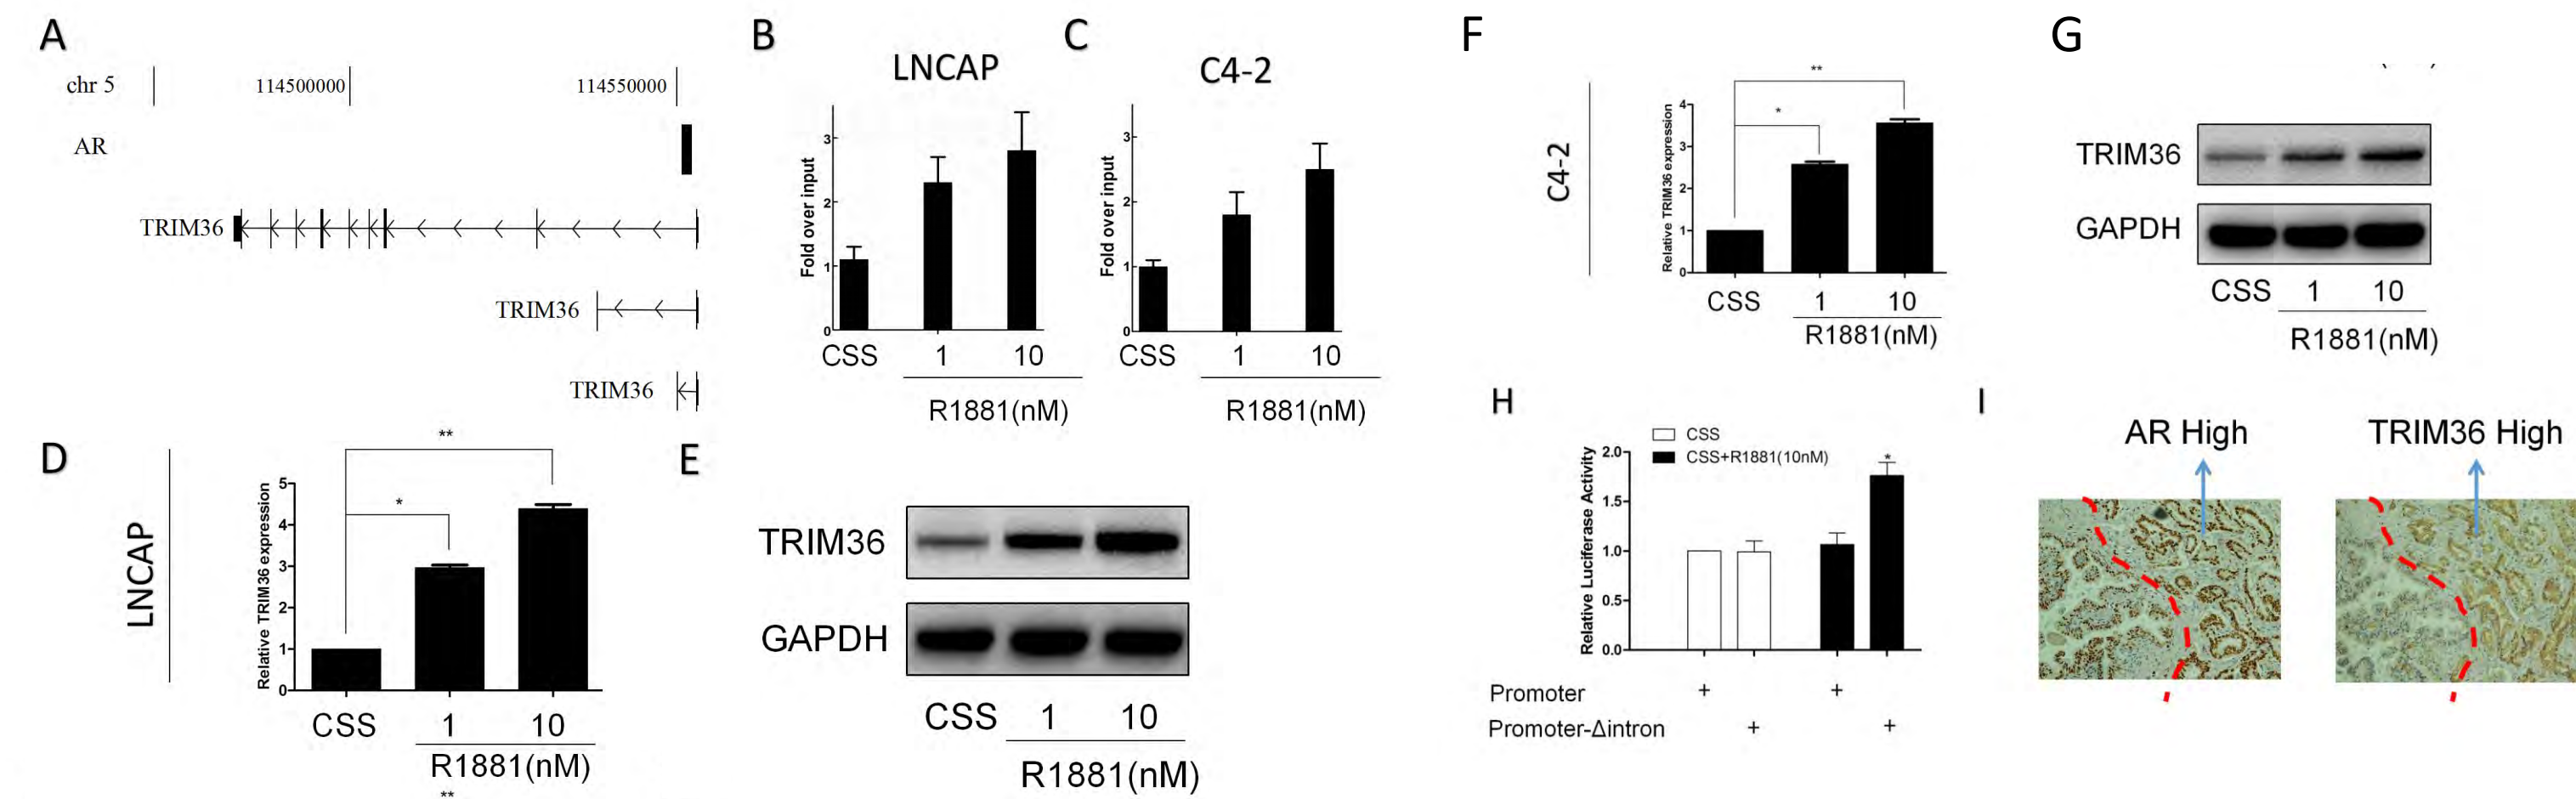 A
chr 5
114500000
114550000
AR
TRIM36
TRIM36
TRIM36
B
LNCAP
Fold over input
3
2
1
0
CSS 1 10
R1881(nM)
C
C4-2
Fold over input
3
2
1
0
CSS 1 10
R1881(nM)
D
LNCAP
Relative TRIM36 expression
5
4
3
2
1
0
**
*
CSS 1 10
R1881(nM)
**
E
TRIM36
GAPDH
CSS 1 10
R1881(nM)
F
C4-2
Relative TRIM36 expression
4
3
2
1
0
**
*
CSS 1 10
R1881(nM)
G
TRIM36
GAPDH
CSS 1 10
R1881(nM)
H
CSS
CSS+R1881(10nM)
Relative Luciferase Activity
2.0
1.5
1.0
0.5
0.0
*
Promoter + +
Promoter-Δintron + +
I
AR High
TRIM36 High